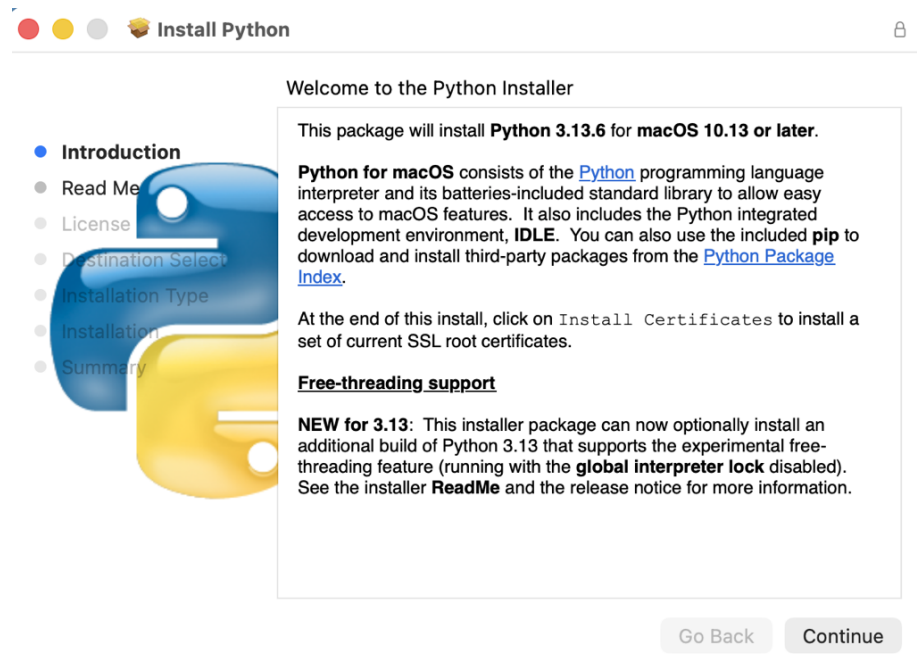 Install Python
Welcome to the Python Installer
Introduction
Read Me
License
Destination Select
Installation Type
Installation
Summary
This package will install Python 3.13.6 for macOS 10.13 or later.
Python for macOS consists of the Python programming language
interpreter and its batteries-included standard library to allow easy
access to macOS features.  It also includes the Python integrated
development environment, IDLE.  You can also use the included pip to
download and install third-party packages from the Python Package
Index.
At the end of this install, click on Install Certificates to install a
set of current SSL root certificates.
Free-threading support
NEW for 3.13:  This installer package can now optionally install an
additional build of Python 3.13 that supports the experimental free-
threading feature (running with the global interpreter lock disabled).
See the installer ReadMe and the release notice for more information.
Go Back
Continue